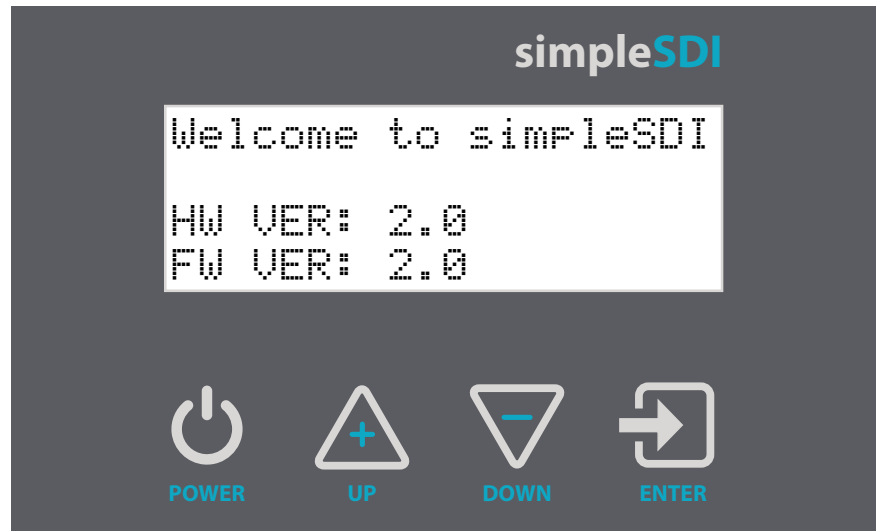 simpleSDI
Welcome to simpleSDI
HW VER: 2.0
FW VER: 2.0
POWER UP DOWN ENTER